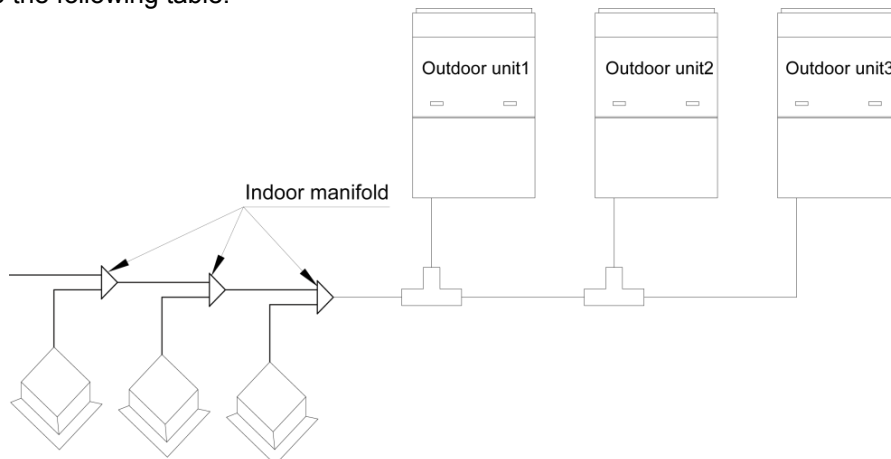 the following table.
Outdoor unit1
Outdoor unit2
Outdoor unit3
Indoor manifold